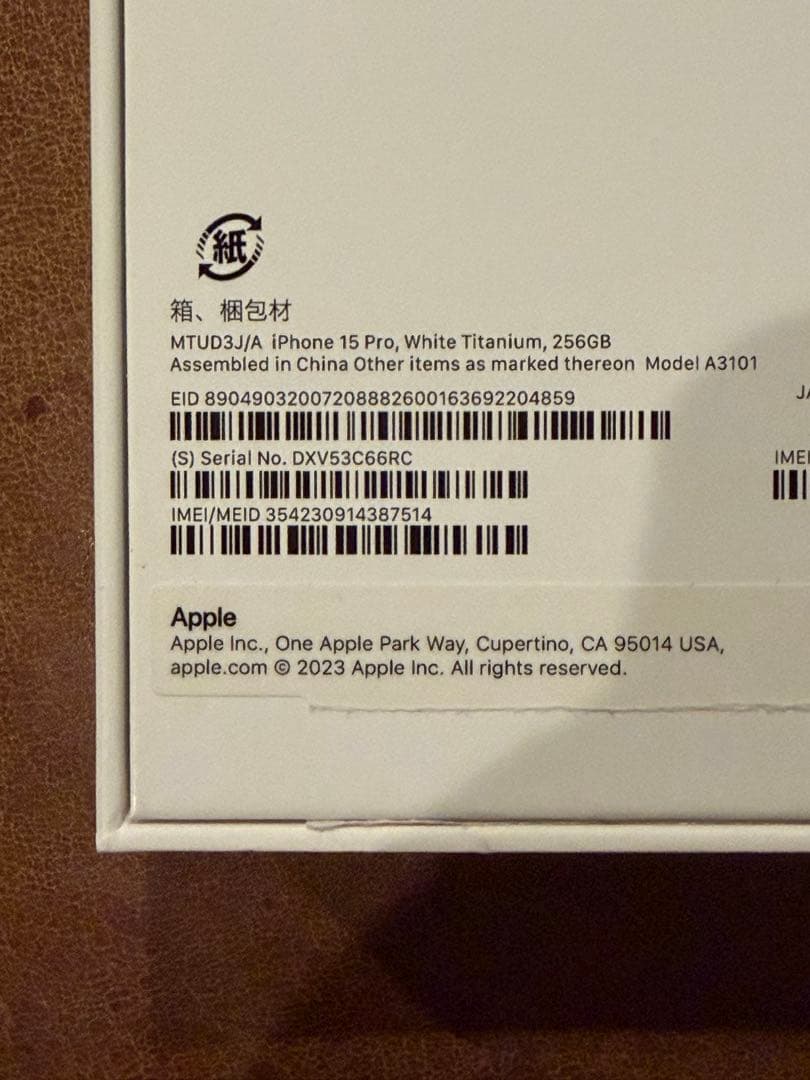 紙
箱、梱包材
MTUD3J/A iPhone 15 Pro, White Titanium, 256GB
Assembled in China Other items as marked thereon Model A3101
EID 89049032007208882600163692204859
(S) Serial No. DXV53C66RC
IMEI
IMEI/MEID 354230914387514
Apple
Apple Inc., One Apple Park Way, Cupertino, CA 95014 USA,
apple.com © 2023 Apple Inc. All rights reserved.